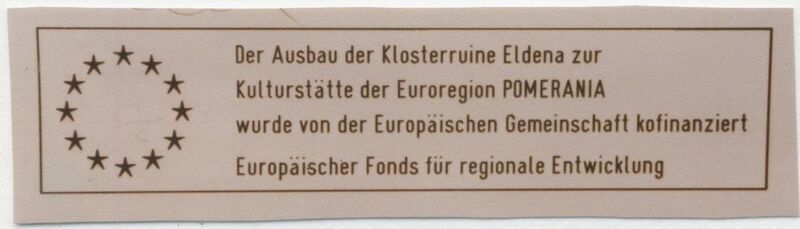 Der Ausbau der Klosterruine Eldena zur
Kulturstätte der Euroregion POMERANIA
wurde von der Europäischen Gemeinschaft kofinanziert
Europäischer Fonds für regionale Entwicklung